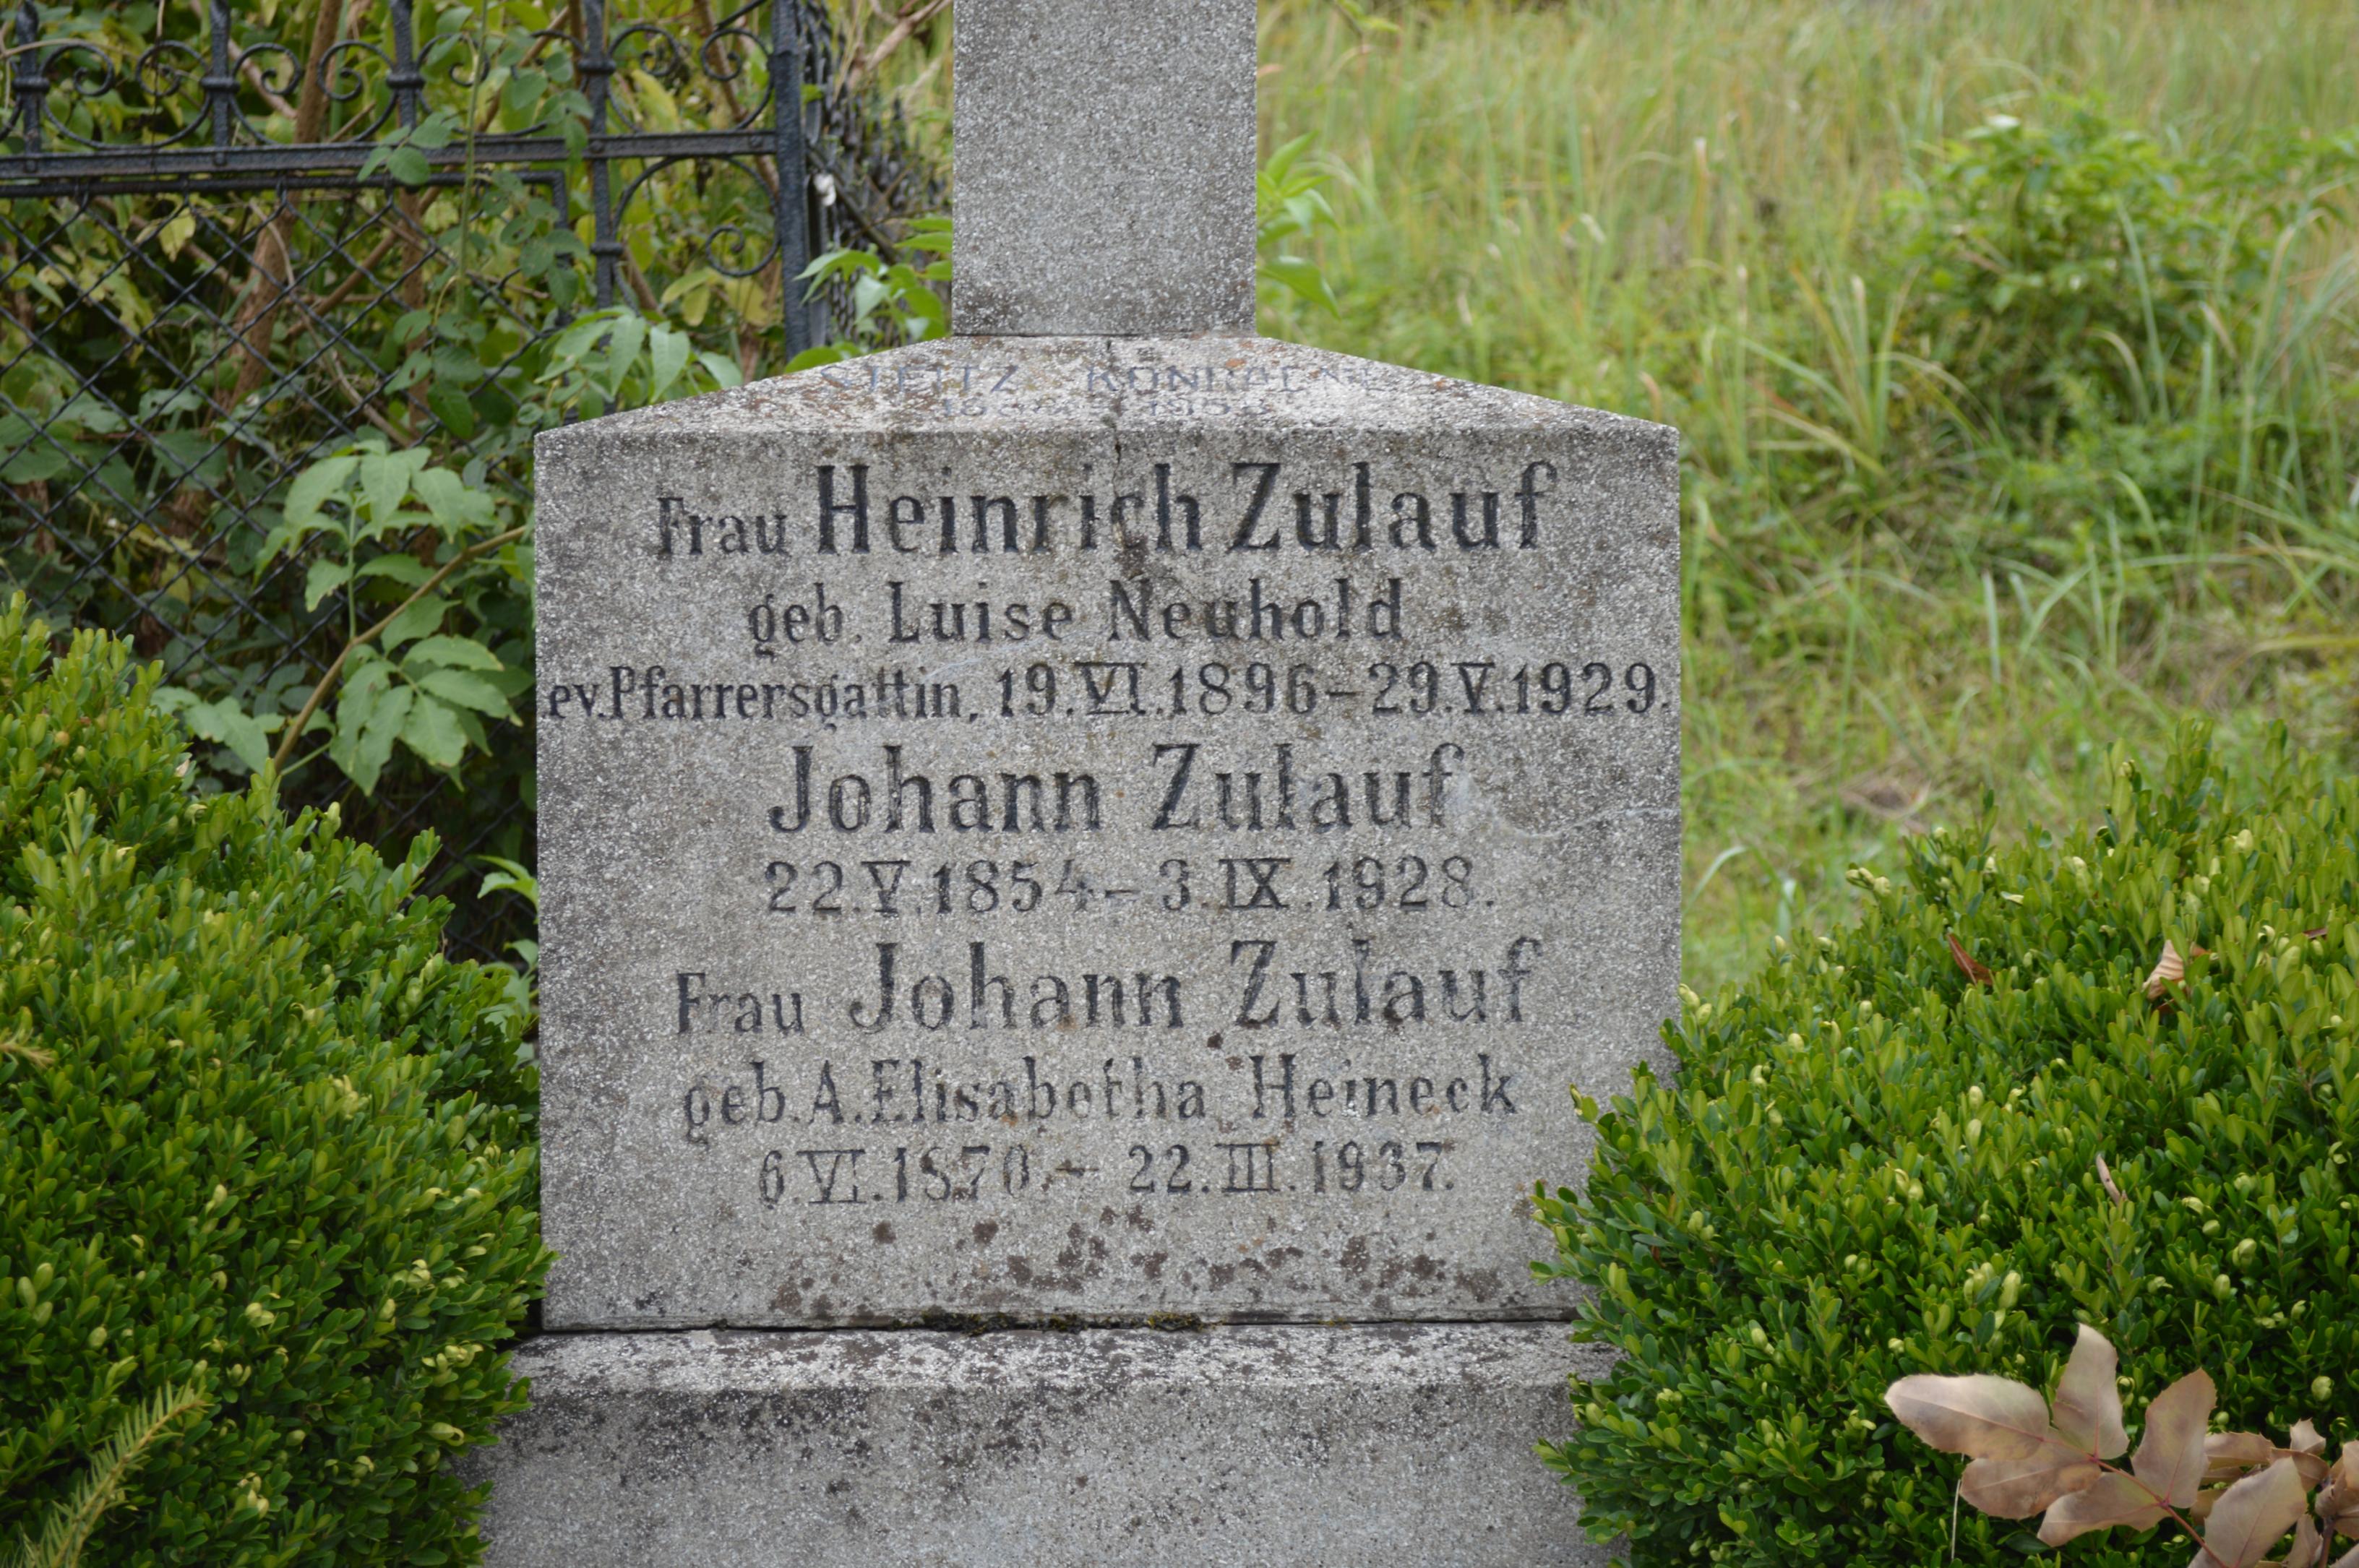 STEITZ
Frau Heinrich Zulauf
geb. Luise Neuhold
ev. Pfarrersgattin, 19.VI.1896–29.V.1929.
Johann Zulauf
22.V.1854–3.IX.1928.
Frau Johann Zulauf
geb. A. Elisabetha Heineck
6.VI.1870.– 22.III.1937.